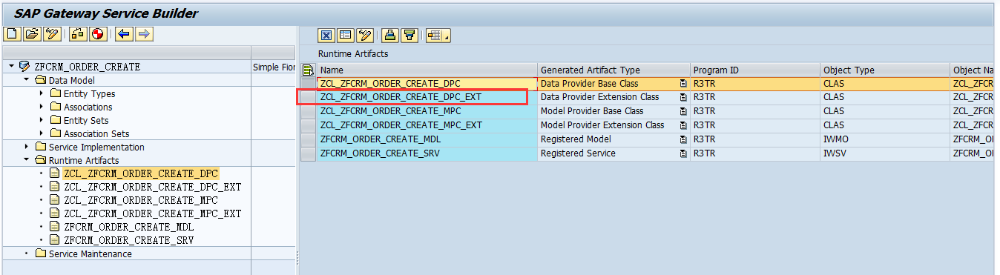 SAP Gateway Service Builder
ZFCRM_ORDER_CREATE Simple Fior
Data Model
Entity Types
Associations
Entity Sets
Association Sets
Service Implementation
Runtime Artifacts
ZCL_ZFCRM_ORDER_CREATE_DPC
ZCL_ZFCRM_ORDER_CREATE_DPC_EXT
ZCL_ZFCRM_ORDER_CREATE_MPC
ZCL_ZFCRM_ORDER_CREATE_MPC_EXT
ZFCRM_ORDER_CREATE_MDL
ZFCRM_ORDER_CREATE_SRV
Service Maintenance
Runtime Artifacts
Name Generated Artifact Type Program ID Object Type Object Na
ZCL_ZFCRM_ORDER_CREATE_DPC Data Provider Base Class R3TR CLAS ZCL_ZFCR
ZCL_ZFCRM_ORDER_CREATE_DPC_EXT Data Provider Extension Class R3TR CLAS ZCL_ZFCR
ZCL_ZFCRM_ORDER_CREATE_MPC Model Provider Base Class R3TR CLAS ZCL_ZFCR
ZCL_ZFCRM_ORDER_CREATE_MPC_EXT Model Provider Extension Class R3TR CLAS ZCL_ZFCR
ZFCRM_ORDER_CREATE_MDL Registered Model R3TR IWMO ZFCRM_OI
ZFCRM_ORDER_CREATE_SRV Registered Service R3TR IWSV ZFCRM_OI